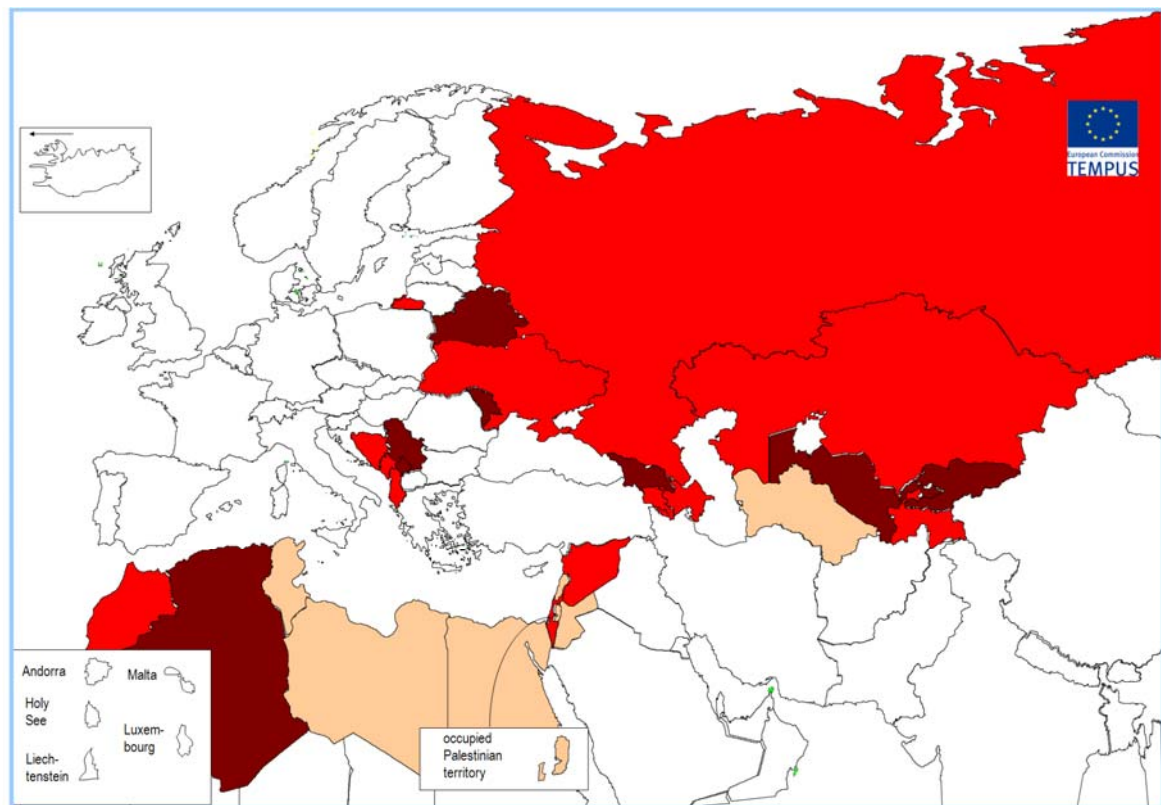 European Commission
TEMPUS
Andorra
Malta
Holy
See
Luxem-
bourg
Liech-
tenstein
occupied
Palestinian
territory